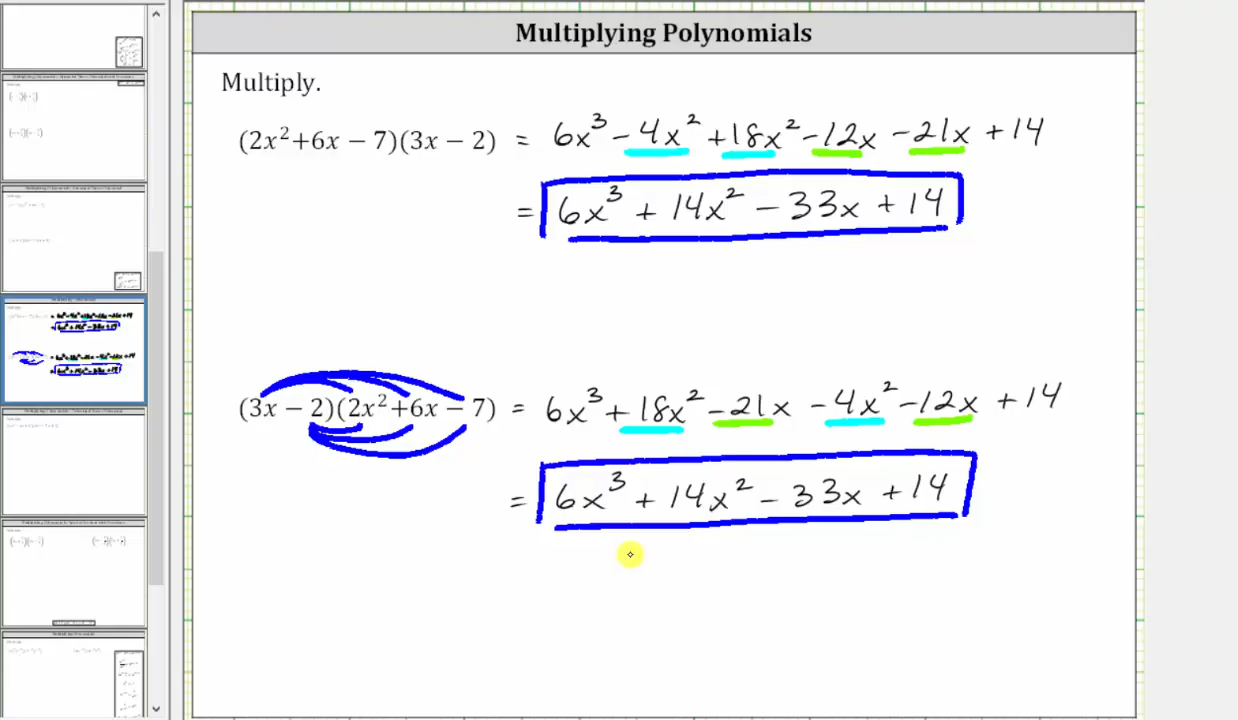 Multiplying Polynomials
Multiply.
(2x²+6x − 7)(3x − 2) = 6x³ − 4x² + 18x² − 12x − 21x + 14
= 6x³ + 14x² − 33x + 14
(3x − 2)(2x²+6x − 7) = 6x³ + 18x² − 21x − 4x² − 12x + 14
= 6x³ + 14x² − 33x + 14